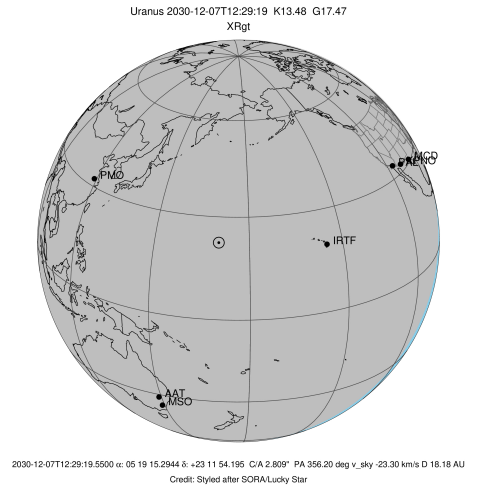 Uranus 2030-12-07T12:29:19 K13.48 G17.47
XRgt
MCD
PMO
IRTF
AAT
MSO
2030-12-07T12:29:19.5500 α: 05 19 15.2944 δ: +23 11 54.195 C/A 2.809" PA 356.20 deg v_sky -23.30 km/s D 18.18 AU
Credit: Styled after SORA/Lucky Star